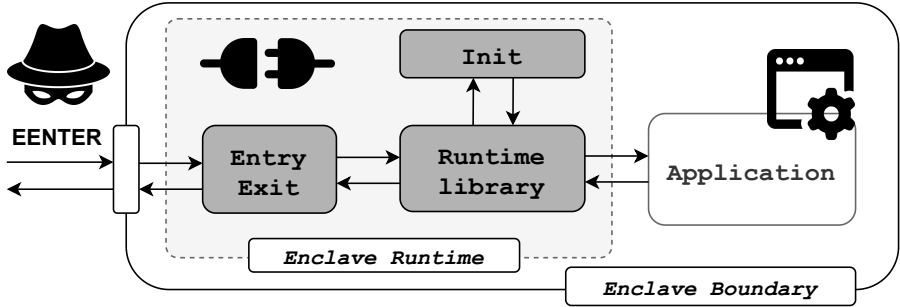 Init
EENTER
Entry
Exit
Runtime
library
Application
Enclave Runtime
Enclave Boundary